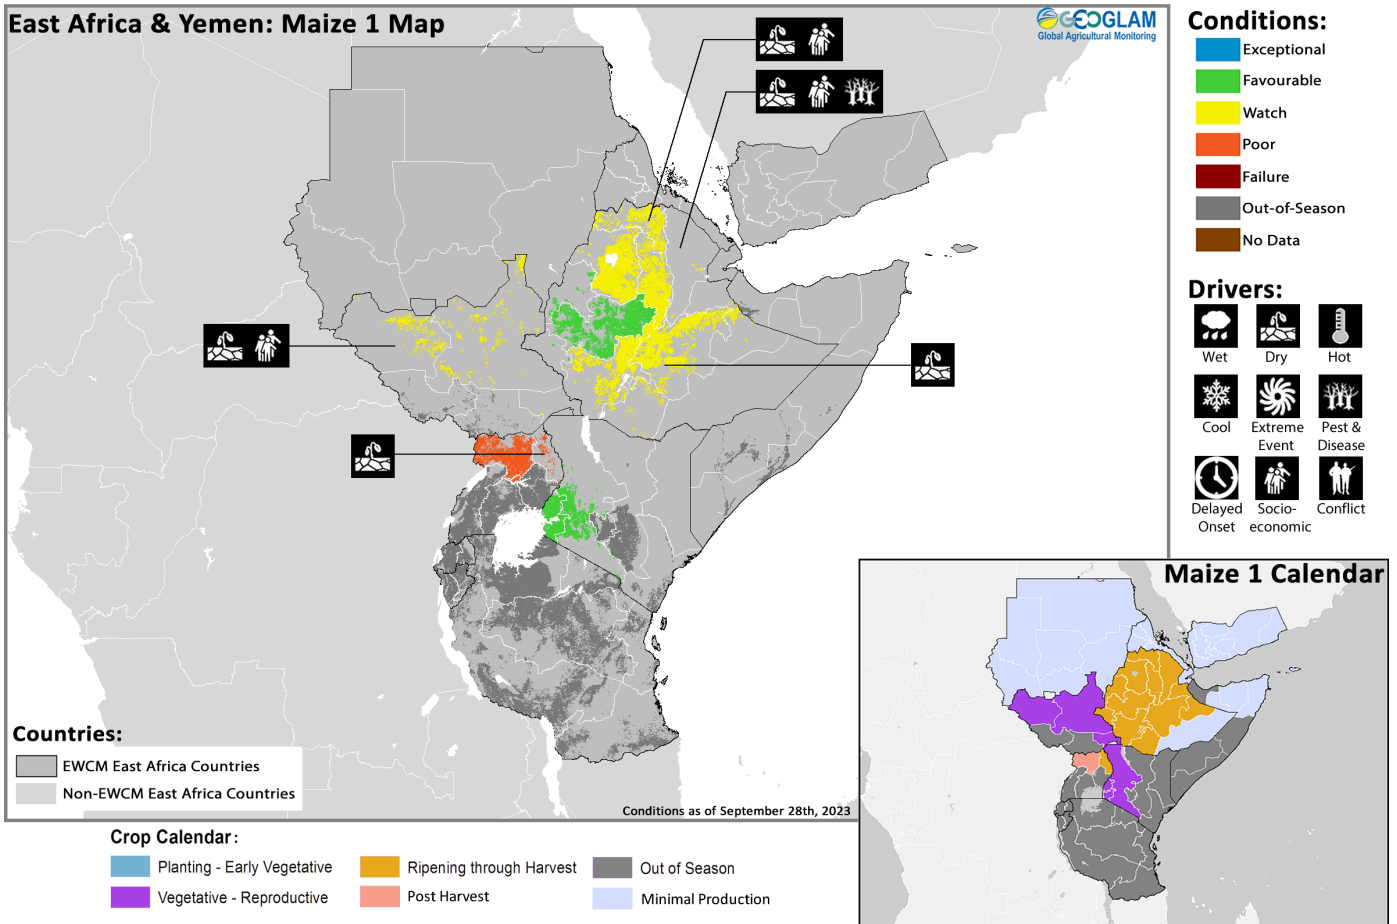 East Africa & Yemen: Maize 1 Map
GEOGLAM
Global Agricultural Monitoring
Conditions:
Exceptional
Favourable
Watch
Poor
Failure
Out-of-Season
No Data
Drivers:
Wet
Dry
Hot
Cool
Extreme
Event
Pest &
Disease
Delayed
Onset
Socio-
economic
Conflict
Countries:
EWCM East Africa Countries
Non-EWCM East Africa Countries
Conditions as of September 28th, 2023
Maize 1 Calendar
Crop Calendar:
Planting - Early Vegetative
Ripening through Harvest
Out of Season
Vegetative - Reproductive
Post Harvest
Minimal Production